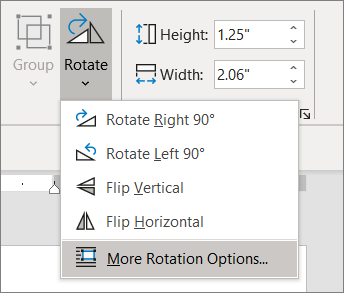 Group
Rotate
Height: 1.25"
Width: 2.06"
Rotate Right 90°
Rotate Left 90°
Flip Vertical
Flip Horizontal
More Rotation Options...